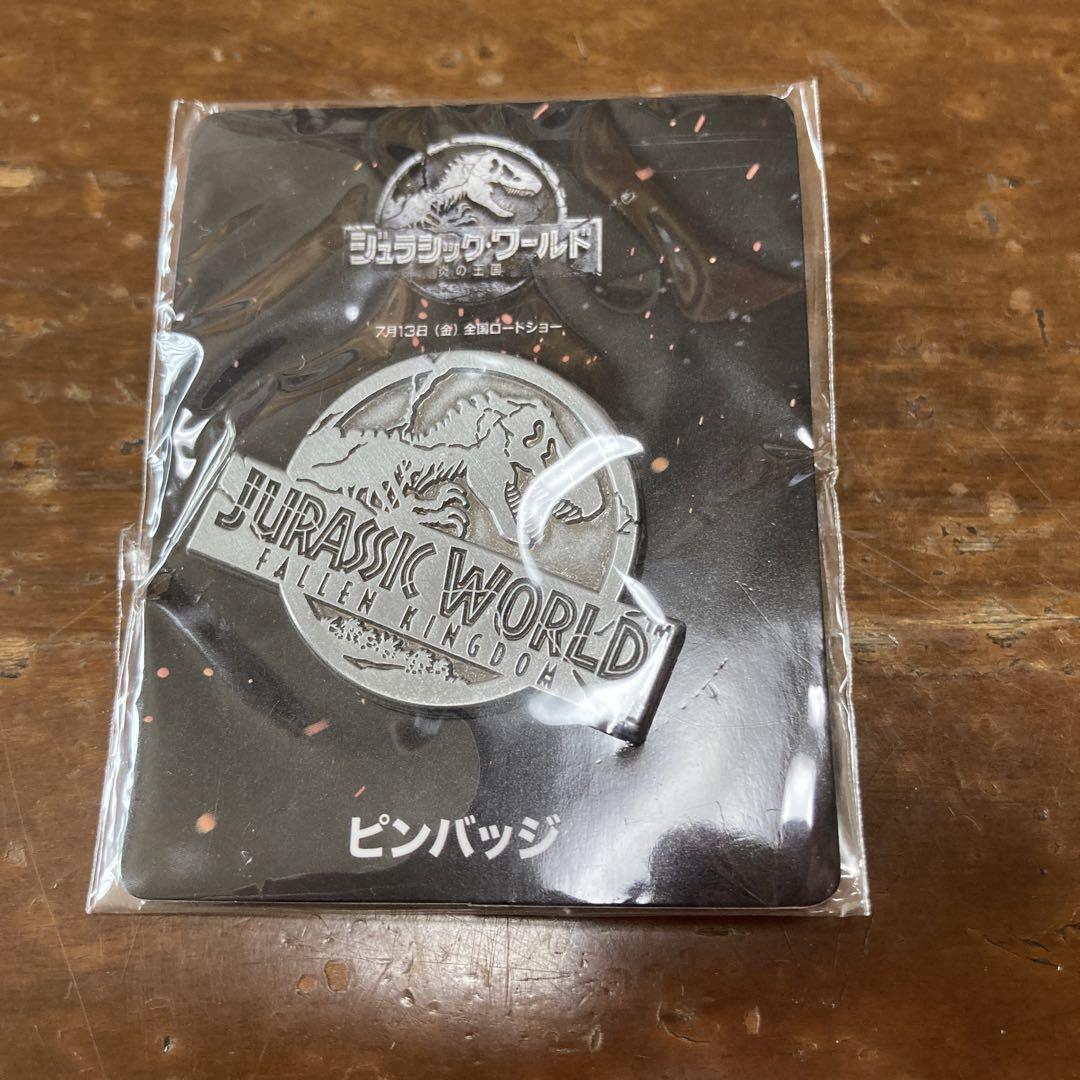 ジュラシック・ワールド
炎の王国
7月13日（金）全国ロードショー
JURASSIC WORLD
FALLEN KINGDOM
ピンバッジ